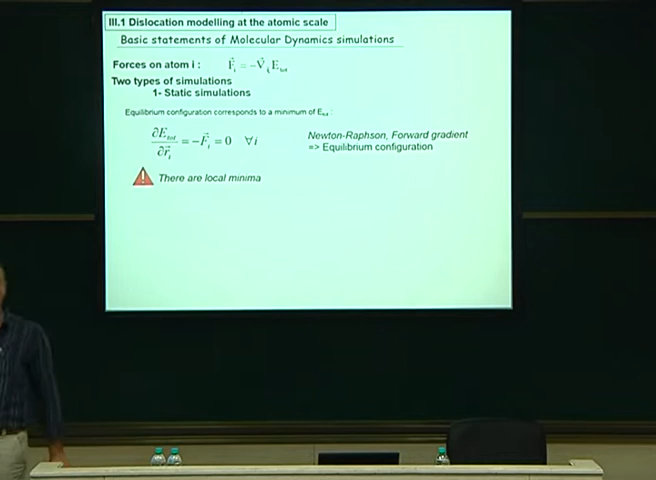 III.1 Dislocation modelling at the atomic scale
Basic statements of Molecular Dynamics simulations
Forces on atom i : F⃗ᵢ = −∇⃗ᵢ Eₜₒₜ
Two types of simulations
1- Static simulations
Equilibrium configuration corresponds to a minimum of Eₜₒₜ :
∂Eₜₒₜ / ∂r⃗ᵢ = −F⃗ᵢ = 0 ∀i
Newton-Raphson, Forward gradient
=> Equilibrium configuration
! There are local minima